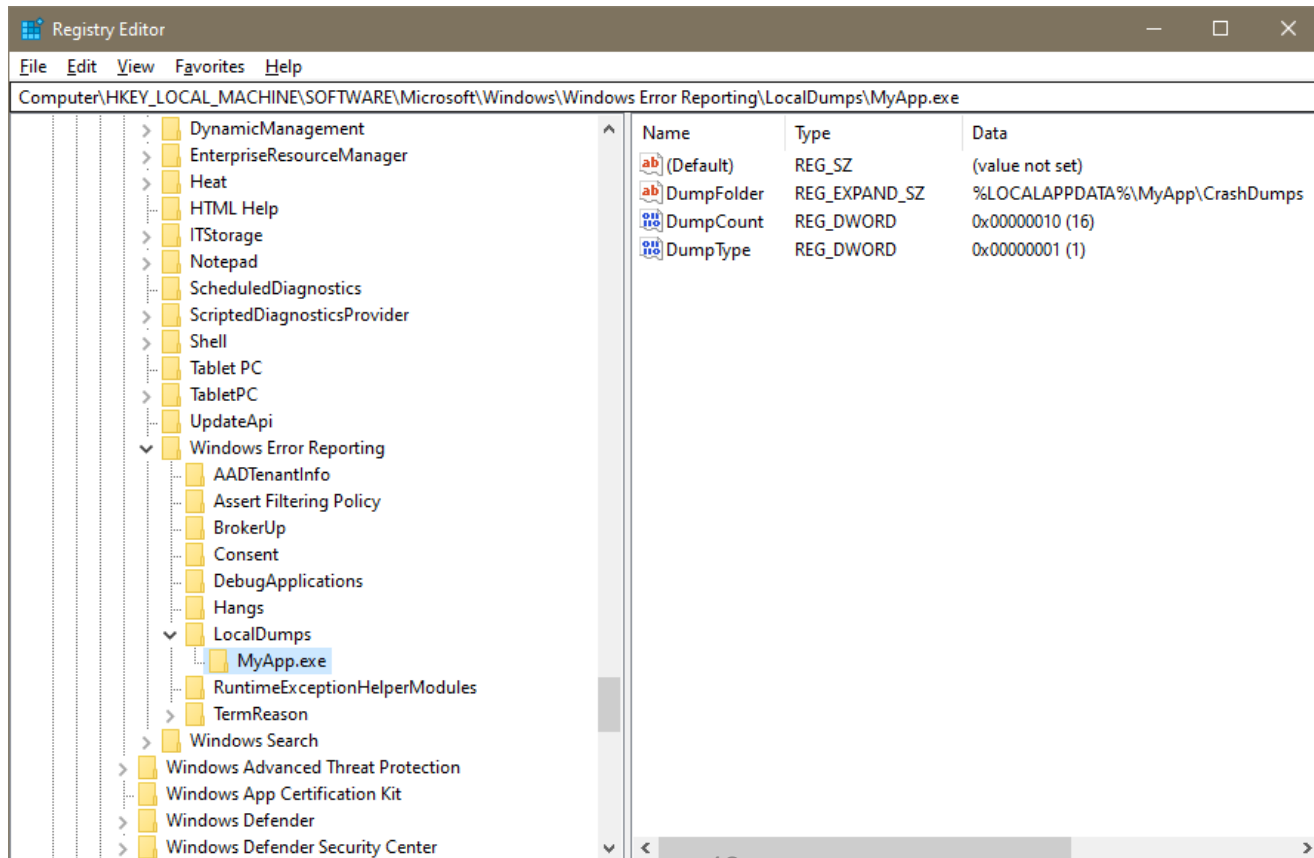 Registry Editor
File Edit View Favorites Help
Computer\HKEY_LOCAL_MACHINE\SOFTWARE\Microsoft\Windows\Windows Error Reporting\LocalDumps\MyApp.exe
DynamicManagement
EnterpriseResourceManager
Heat
HTML Help
ITStorage
Notepad
ScheduledDiagnostics
ScriptedDiagnosticsProvider
Shell
Tablet PC
TabletPC
UpdateApi
Windows Error Reporting
AADTenantInfo
Assert Filtering Policy
BrokerUp
Consent
DebugApplications
Hangs
LocalDumps
MyApp.exe
RuntimeExceptionHelperModules
TermReason
Windows Search
Windows Advanced Threat Protection
Windows App Certification Kit
Windows Defender
Windows Defender Security Center
Name Type Data
(Default) REG_SZ (value not set)
DumpFolder REG_EXPAND_SZ %LOCALAPPDATA%\MyApp\CrashDumps
DumpCount REG_DWORD 0x00000010 (16)
DumpType REG_DWORD 0x00000001 (1)